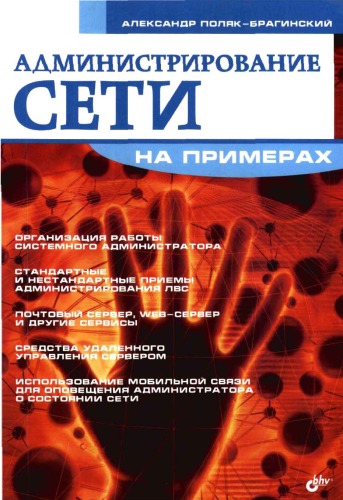 АЛЕКСАНДР ПОЛЯК-БРАГИНСКИЙ
АДМИНИСТРИРОВАНИЕ
СЕТИ
НА ПРИМЕРАХ
ОРГАНИЗАЦИЯ РАБОТЫ
СИСТЕМНОГО АДМИНИСТРАТОРА
СТАНДАРТНЫЕ
И НЕСТАНДАРТНЫЕ ПРИЕМЫ
АДМИНИСТРИРОВАНИЯ ЛВС
ПОЧТОВЫЙ СЕРВЕР, WEB-СЕРВЕР
И ДРУГИЕ СЕРВИСЫ
СРЕДСТВА УДАЛЕННОГО
УПРАВЛЕНИЯ СЕРВЕРОМ
ИСПОЛЬЗОВАНИЕ МОБИЛЬНОЙ СВЯЗИ
ДЛЯ ОПОВЕЩЕНИЯ АДМИНИСТРАТОРА
О СОСТОЯНИИ СЕТИ
bhv